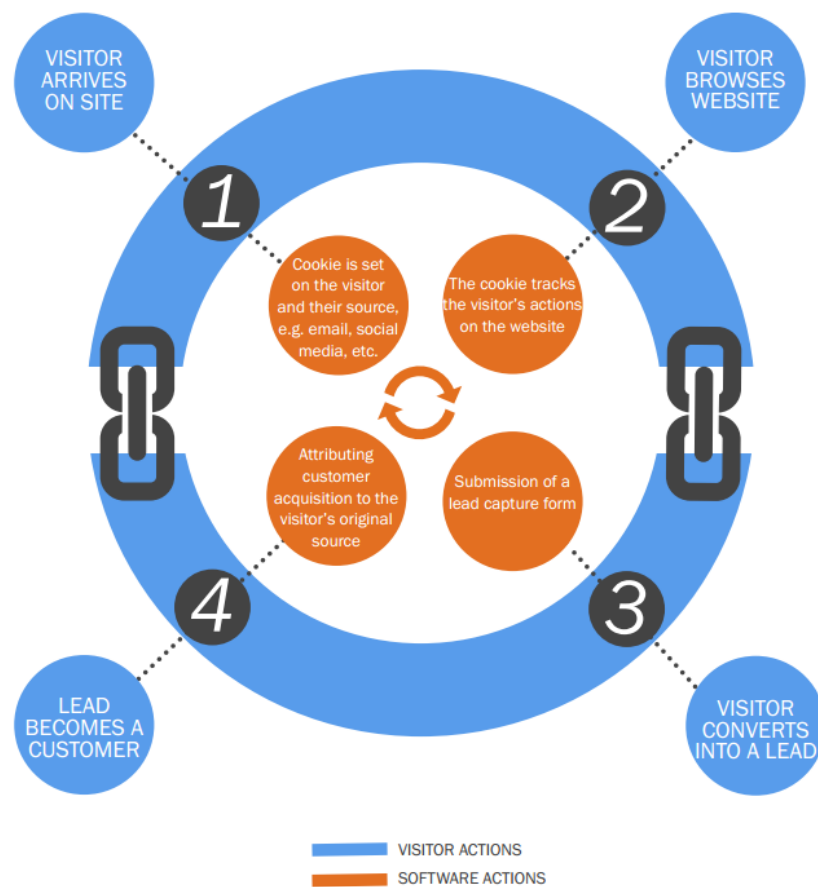 VISITOR
ARRIVES
ON SITE
VISITOR
BROWSES
WEBSITE
1
2
Cookie is set
on the visitor
and their source,
e.g. email, social
media, etc.
The cookie tracks
the visitor's actions
on the website
Attributing
customer
acquisition to the
visitor's original
source
Submission of a
lead capture form
4
3
LEAD
BECOMES A
CUSTOMER
VISITOR
CONVERTS
INTO A LEAD
VISITOR ACTIONS
SOFTWARE ACTIONS